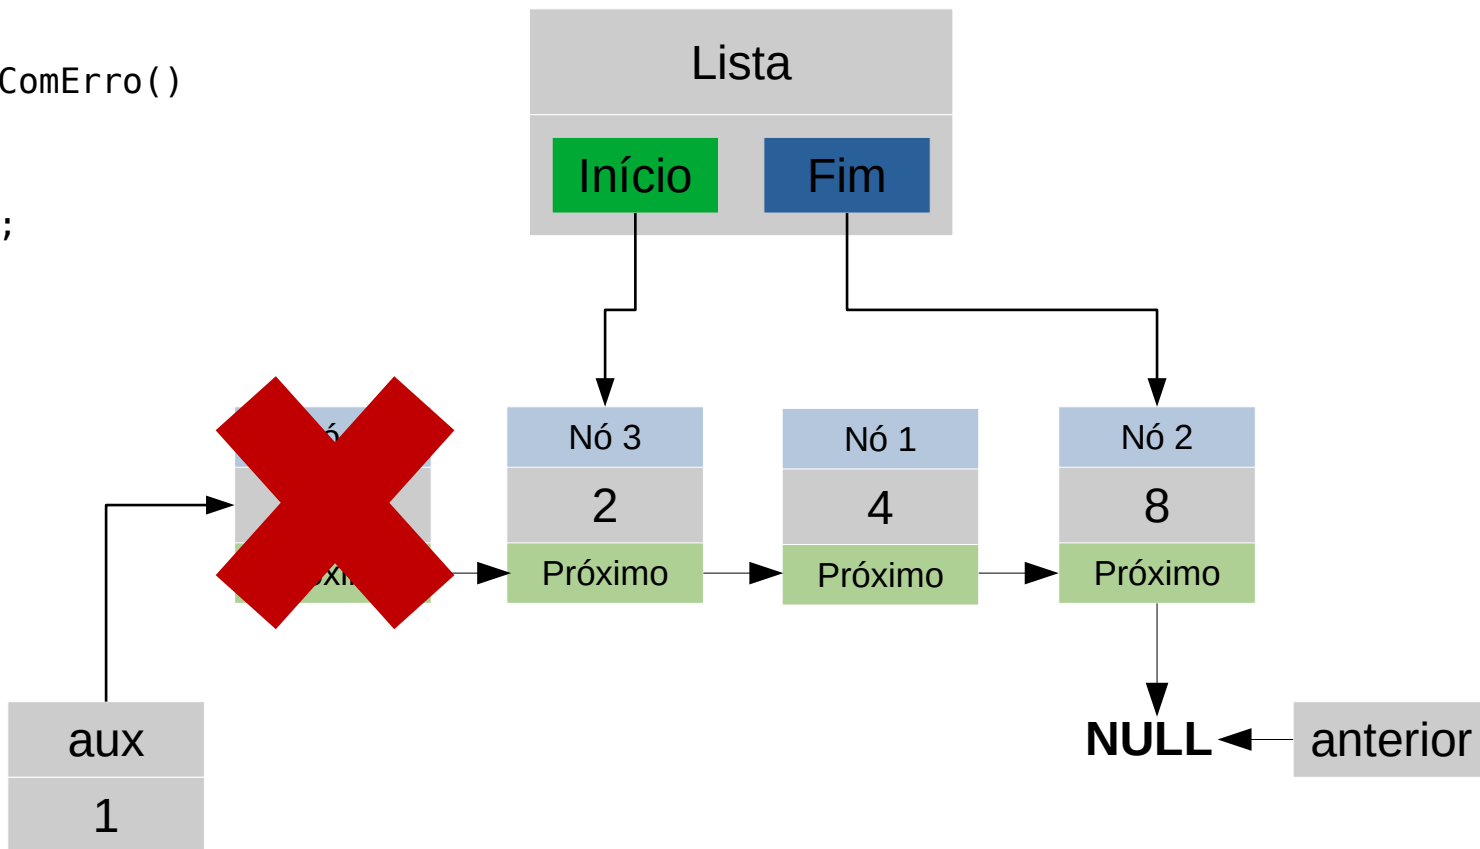 ComErro()
;
Lista
Início
Fim
Nó 3
Nó 1
Nó 2
2
4
8
Próximo
Próximo
Próximo
aux
1
NULL
anterior